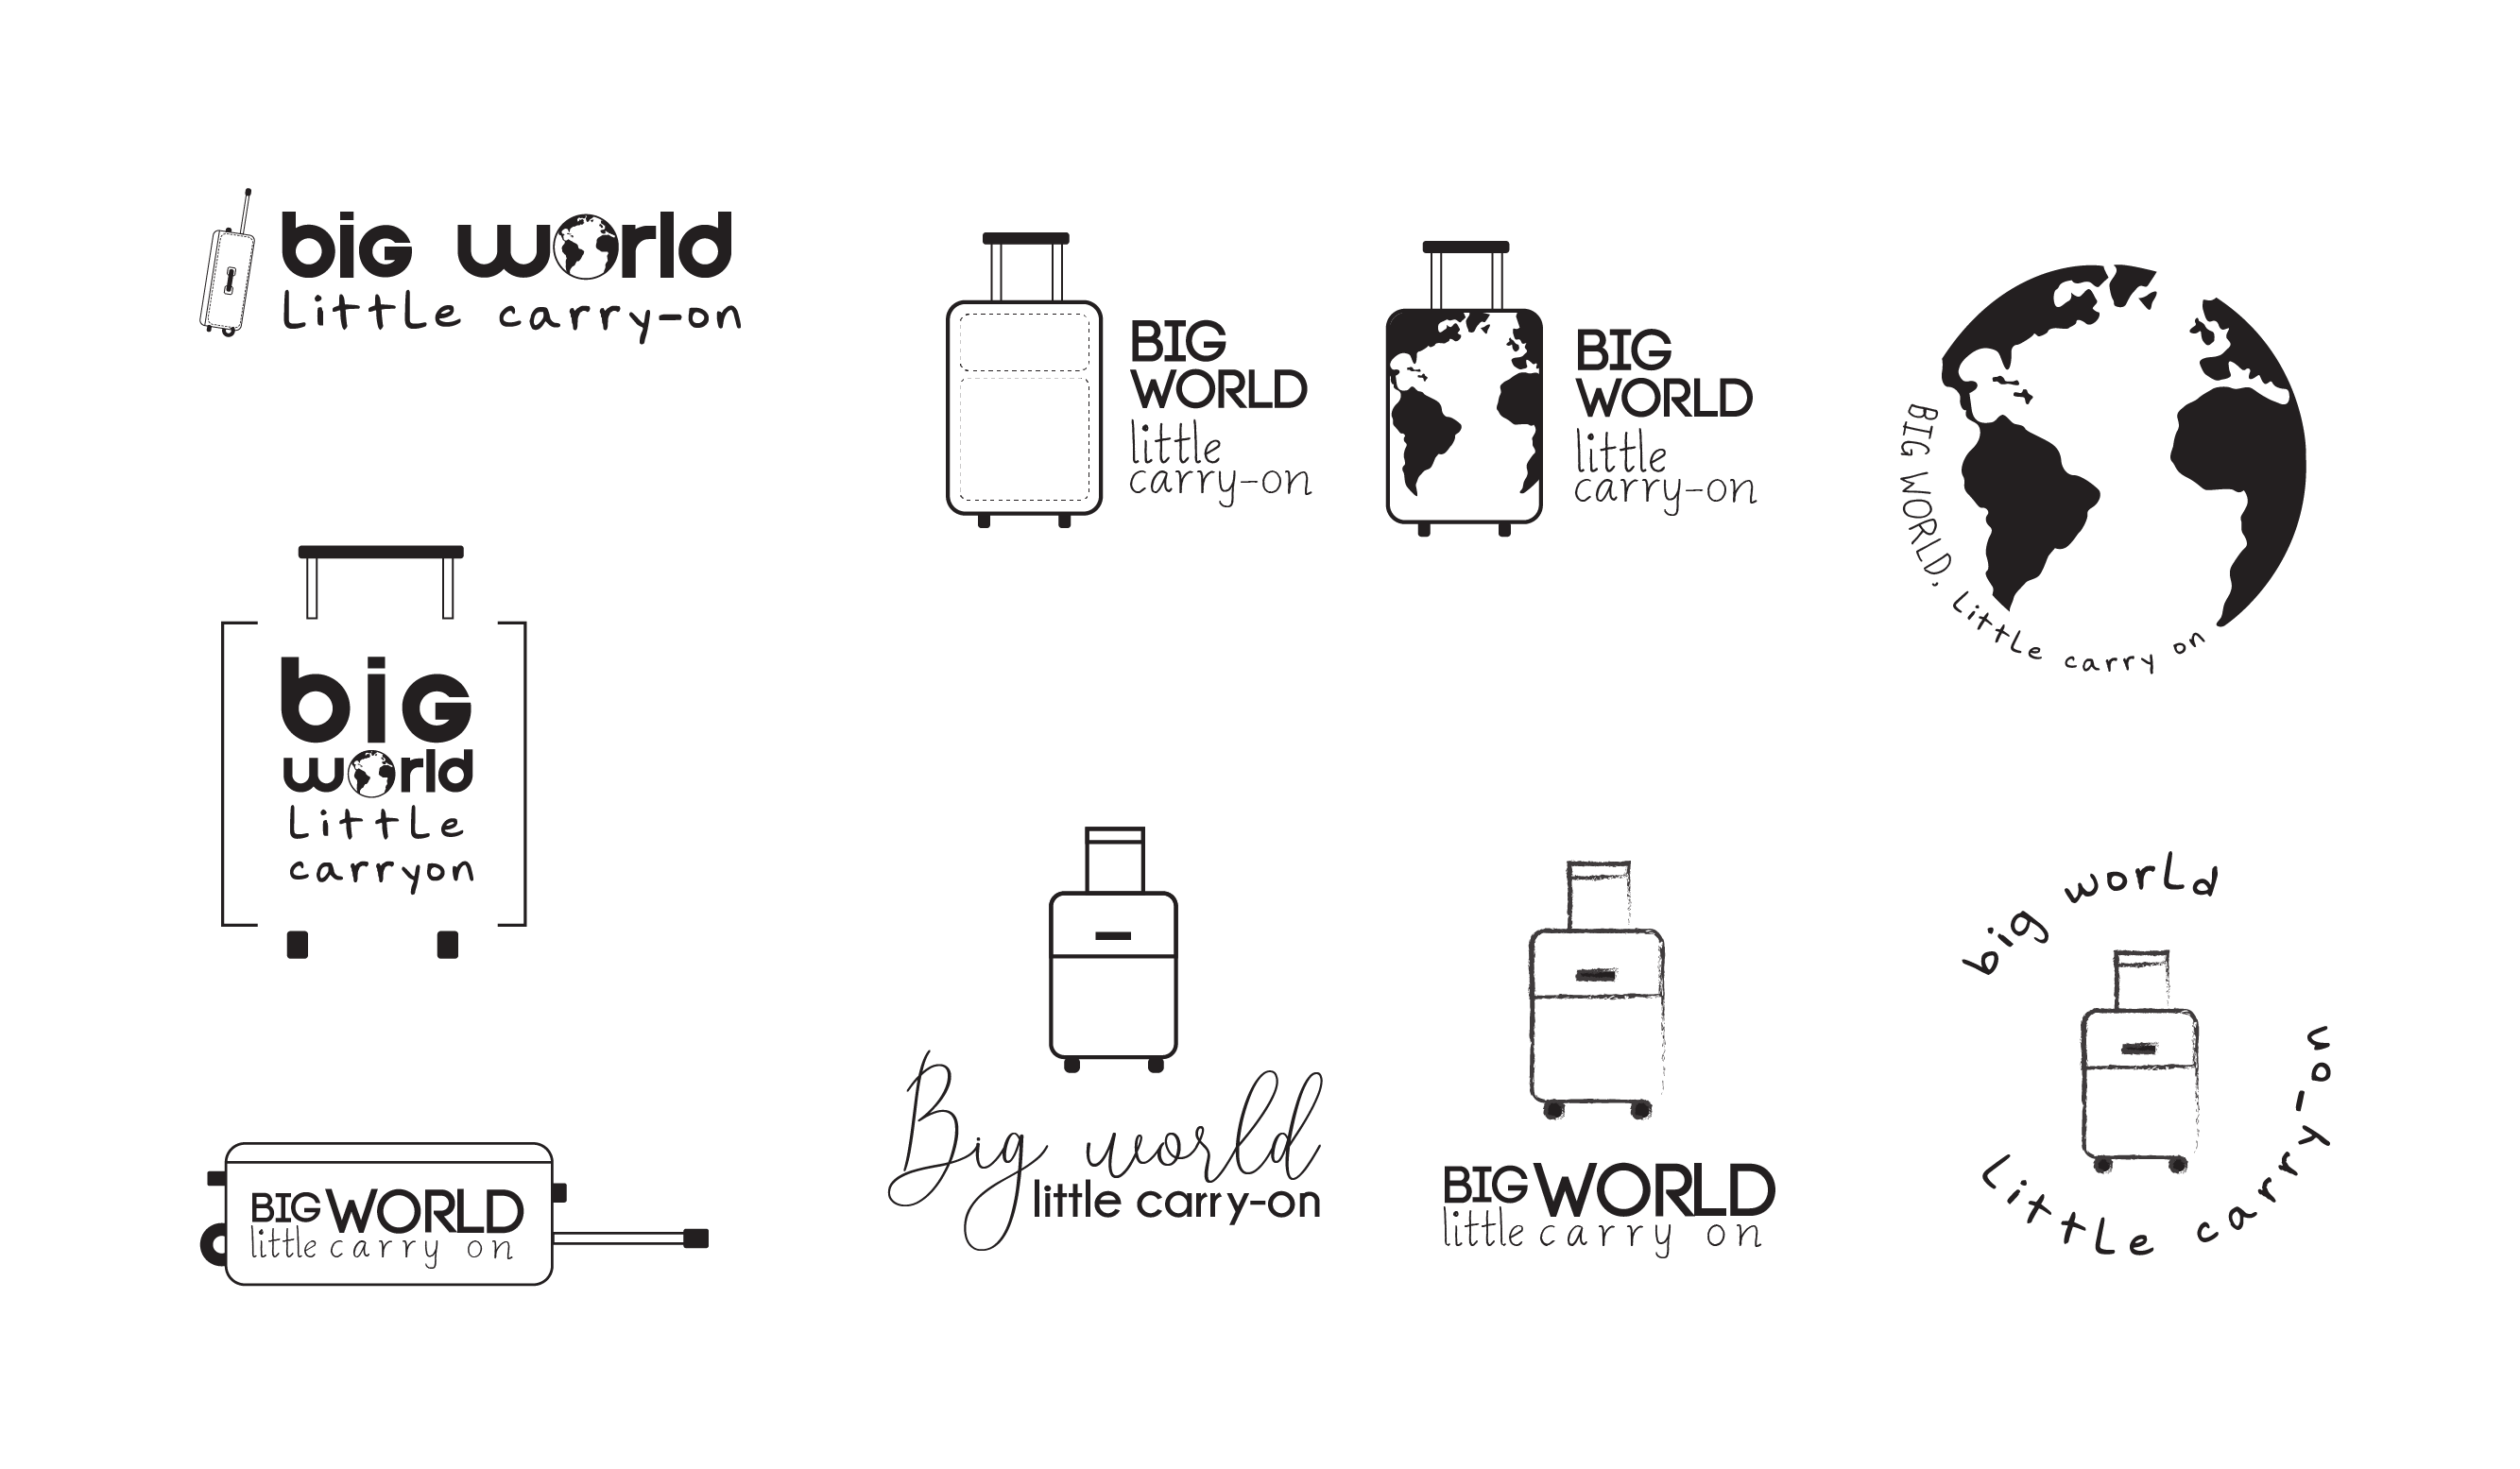 big world
Little carry-on
BIG
WORLD
little
carry-on
BIG
WORLD
little
carry-on
BIG WORLD, Little carry on
big
world
Little
carryon
Big world
little carry-on
BIG WORLD
little carry on
big world
Little carry-on
BIG WORLD
little carry on